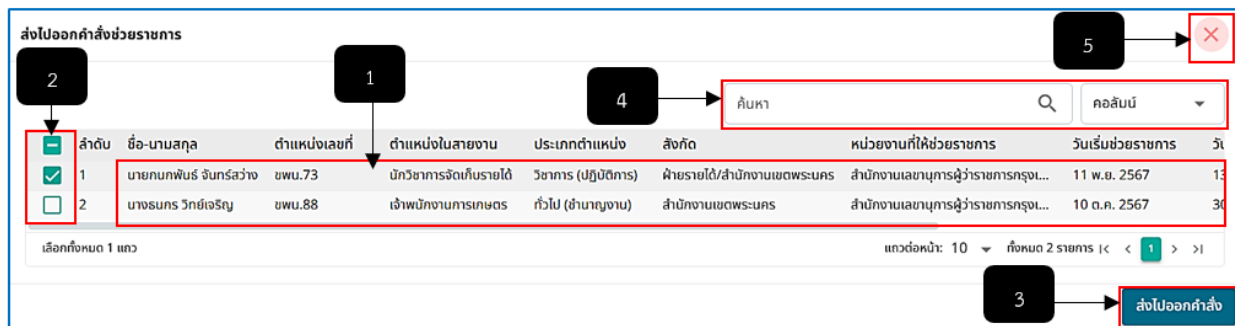 ส่งไปออกคำสั่งช่วยราชการ
5
2
1
4
ค้นหา
คอลัมน์
ลำดับ ชื่อ-นามสกุล ตำแหน่งเลขที่ ตำแหน่งในสายงาน ประเภทตำแหน่ง สังกัด หน่วยงานที่ให้ช่วยราชการ วันเริ่มช่วยราชการ
1 นายกนกพันธ์ จันทร์สว่าง ขพน.73 นักวิชาการจัดเก็บรายได้ วิชาการ (ปฏิบัติการ) ฝ่ายรายได้/สำนักงานเขตพระนคร สำนักงานเลขานุการผู้ว่าราชการกรุงเ... 11 พ.ย. 2567 13
2 นางธนกร วิทย์เจริญ ขพน.88 เจ้าพนักงานการเกษตร ทั่วไป (ชำนาญงาน) สำนักงานเขตพระนคร สำนักงานเลขานุการผู้ว่าราชการกรุงเ... 10 ต.ค. 2567 30
เลือกทั้งหมด 1 แถว
แถวต่อหน้า: 10 ทั้งหมด 2 รายการ |< < 1 > >|
3
ส่งไปออกคำสั่ง